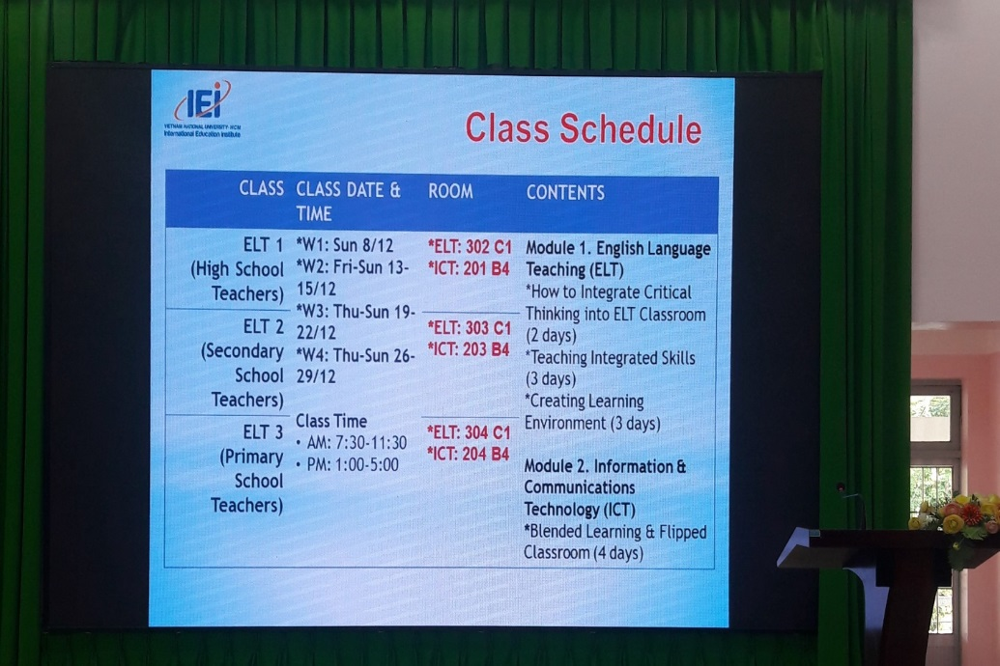 IEI
VIETNAM NATIONAL UNIVERSITY-HCM
International Education Institute
Class Schedule
CLASS
CLASS DATE &
TIME
ROOM
CONTENTS
ELT 1
(High School
Teachers)
ELT 2
(Secondary
School
Teachers)
ELT 3
(Primary
School
Teachers)
*W1: Sun 8/12
*W2: Fri-Sun 13-
15/12
*W3: Thu-Sun 19-
22/12
*W4: Thu-Sun 26-
29/12
Class Time
• AM: 7:30-11:30
• PM: 1:00-5:00
*ELT: 302 C1
*ICT: 201 B4
*ELT: 303 C1
*ICT: 203 B4
*ELT: 304 C1
*ICT: 204 B4
Module 1. English Language
Teaching (ELT)
*How to Integrate Critical
Thinking into ELT Classroom
(2 days)
*Teaching Integrated Skills
(3 days)
*Creating Learning
Environment (3 days)
Module 2. Information &
Communications
Technology (ICT)
*Blended Learning & Flipped
Classroom (4 days)